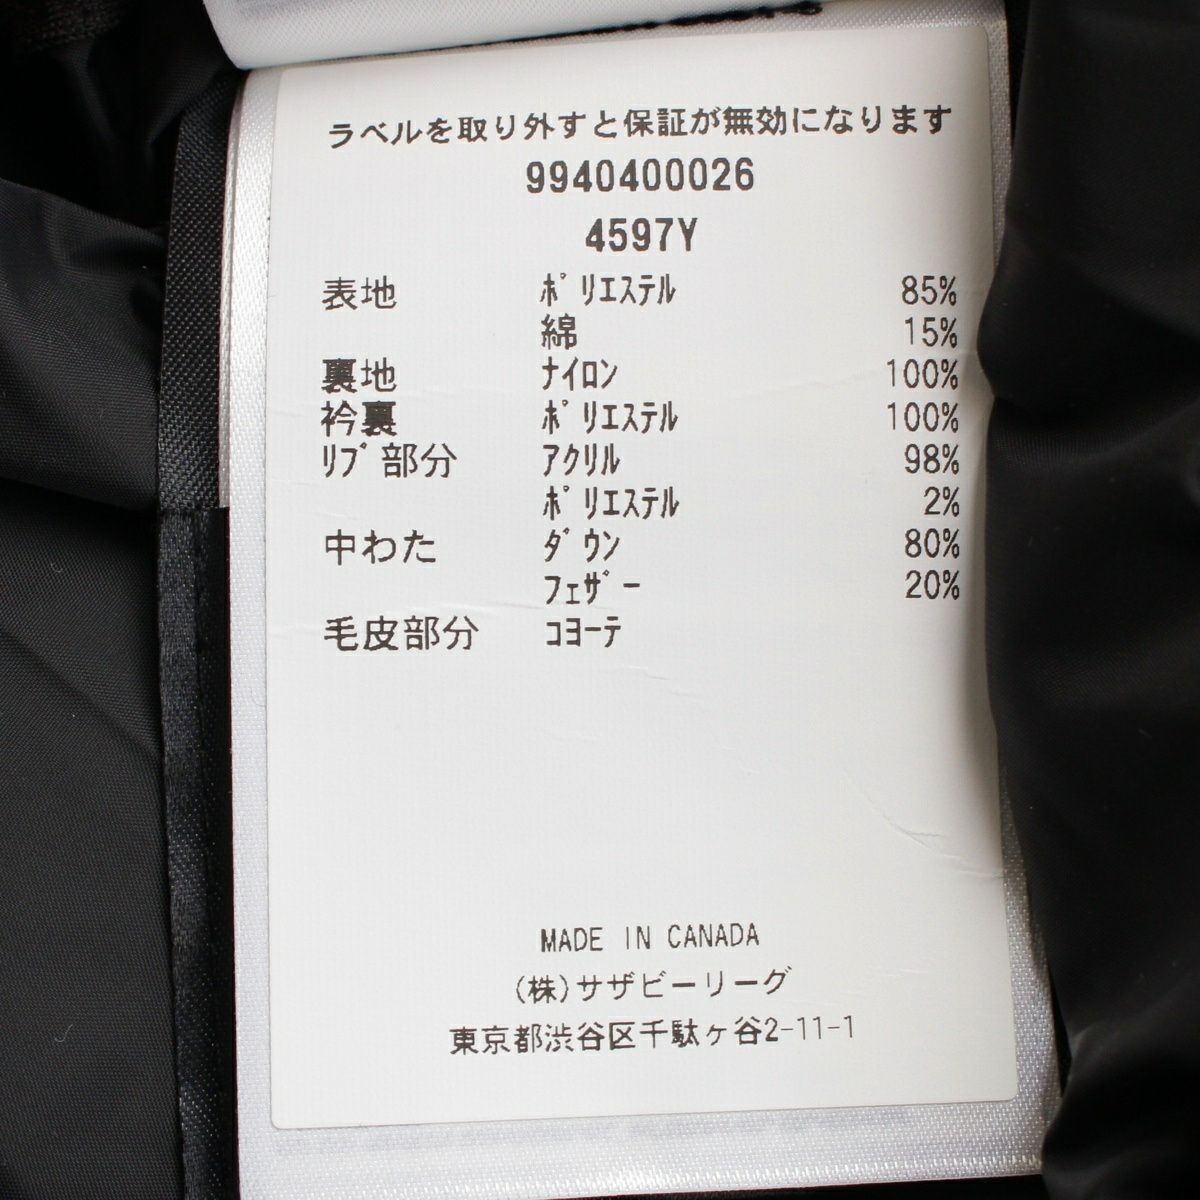 ラベルを取り外すと保証が無効になります
9940400026
4597Y
表地 ポリエステル 85%
綿 15%
裏地 ナイロン 100%
衿裏 ポリエステル 100%
リブ部分 アクリル 98%
ポリエステル 2%
中わた ダウン 80%
フェザー 20%
毛皮部分 コヨーテ
MADE IN CANADA
(株)サザビーリーグ
東京都渋谷区千駄ヶ谷2-11-1